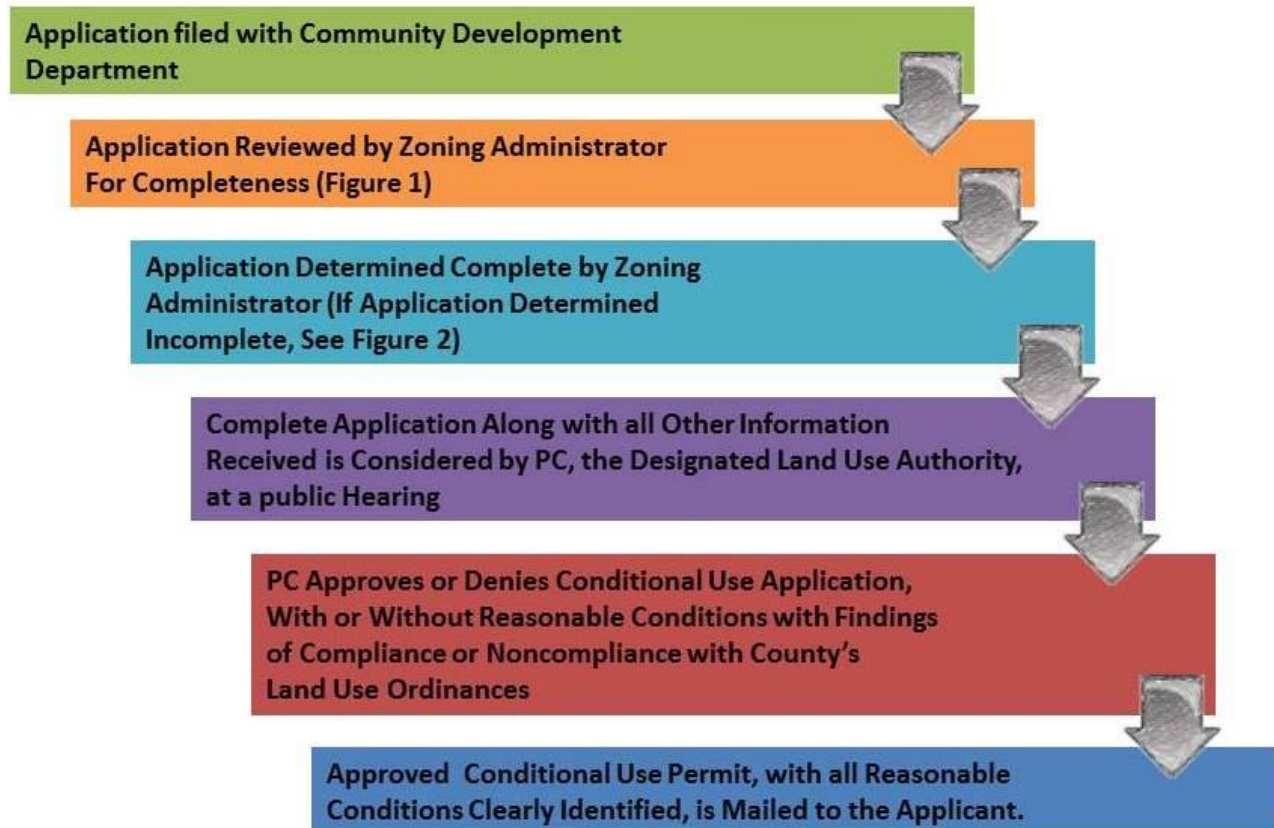 Application filed with Community Development
Department
Application Reviewed by Zoning Administrator
For Completeness (Figure 1)
Application Determined Complete by Zoning
Administrator (If Application Determined
Incomplete, See Figure 2)
Complete Application Along with all Other Information
Received is Considered by PC, the Designated Land Use Authority,
at a public Hearing
PC Approves or Denies Conditional Use Application,
With or Without Reasonable Conditions with Findings
of Compliance or Noncompliance with County’s
Land Use Ordinances
Approved Conditional Use Permit, with all Reasonable
Conditions Clearly Identified, is Mailed to the Applicant.